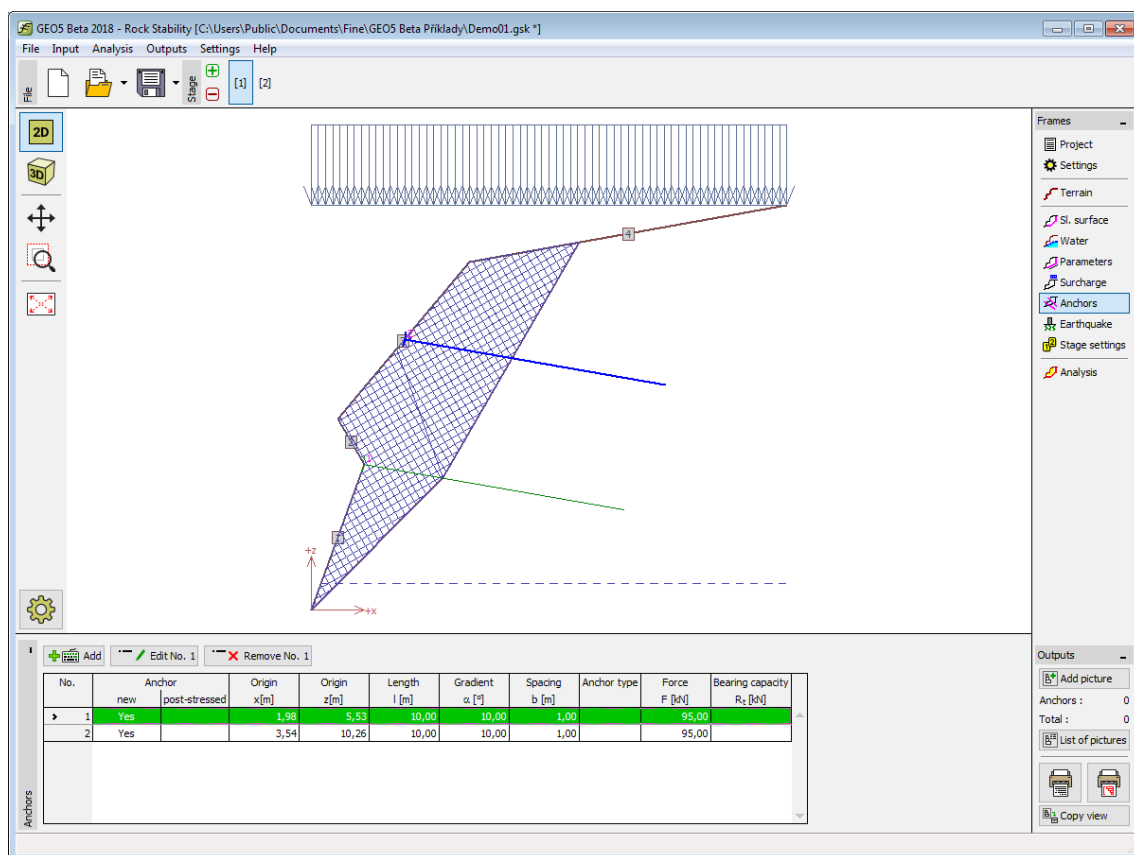 GEO5 Beta 2018 - Rock Stability [C:\Users\Public\Documents\Fine\GEO5 Beta Příklady\Demo01.gsk *]
File Input Analysis Outputs Settings Help
File
Stage
[1] [2]
2D
3D
4
3
2
1
1
+z
+x
Frames
Project
Settings
Terrain
Sl. surface
Water
Parameters
Surcharge
Anchors
Earthquake
Stage settings
Analysis
Anchors
Add Edit No. 1 Remove No. 1
No. Anchor Origin Origin Length Gradient Spacing Anchor type Force Bearing capacity
new post-stressed x[m] z[m] l [m] α [°] b [m] F [kN] Rt [kN]
> 1 Yes 1,98 5,53 10,00 10,00 1,00 95,00
2 Yes 3,54 10,26 10,00 10,00 1,00 95,00
Outputs
Add picture
Anchors : 0
Total : 0
List of pictures
Copy view